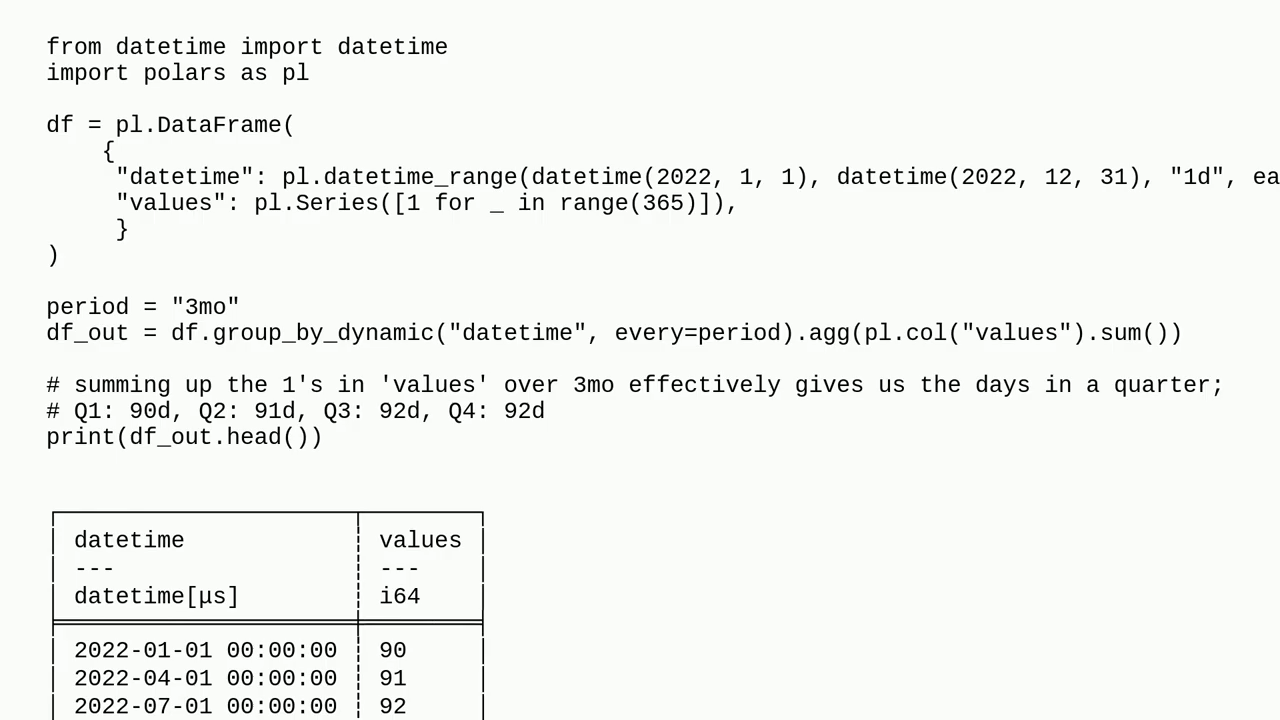 from datetime import datetime
import polars as pl

df = pl.DataFrame(
    {
     "datetime": pl.datetime_range(datetime(2022, 1, 1), datetime(2022, 12, 31), "1d", ea
     "values": pl.Series([1 for _ in range(365)]),
     }
)

period = "3mo"
df_out = df.group_by_dynamic("datetime", every=period).agg(pl.col("values").sum())

# summing up the 1's in 'values' over 3mo effectively gives us the days in a quarter;
# Q1: 90d, Q2: 91d, Q3: 92d, Q4: 92d
print(df_out.head())

datetime values
--- ---
datetime[μs] i64
2022-01-01 00:00:00 90
2022-04-01 00:00:00 91
2022-07-01 00:00:00 92